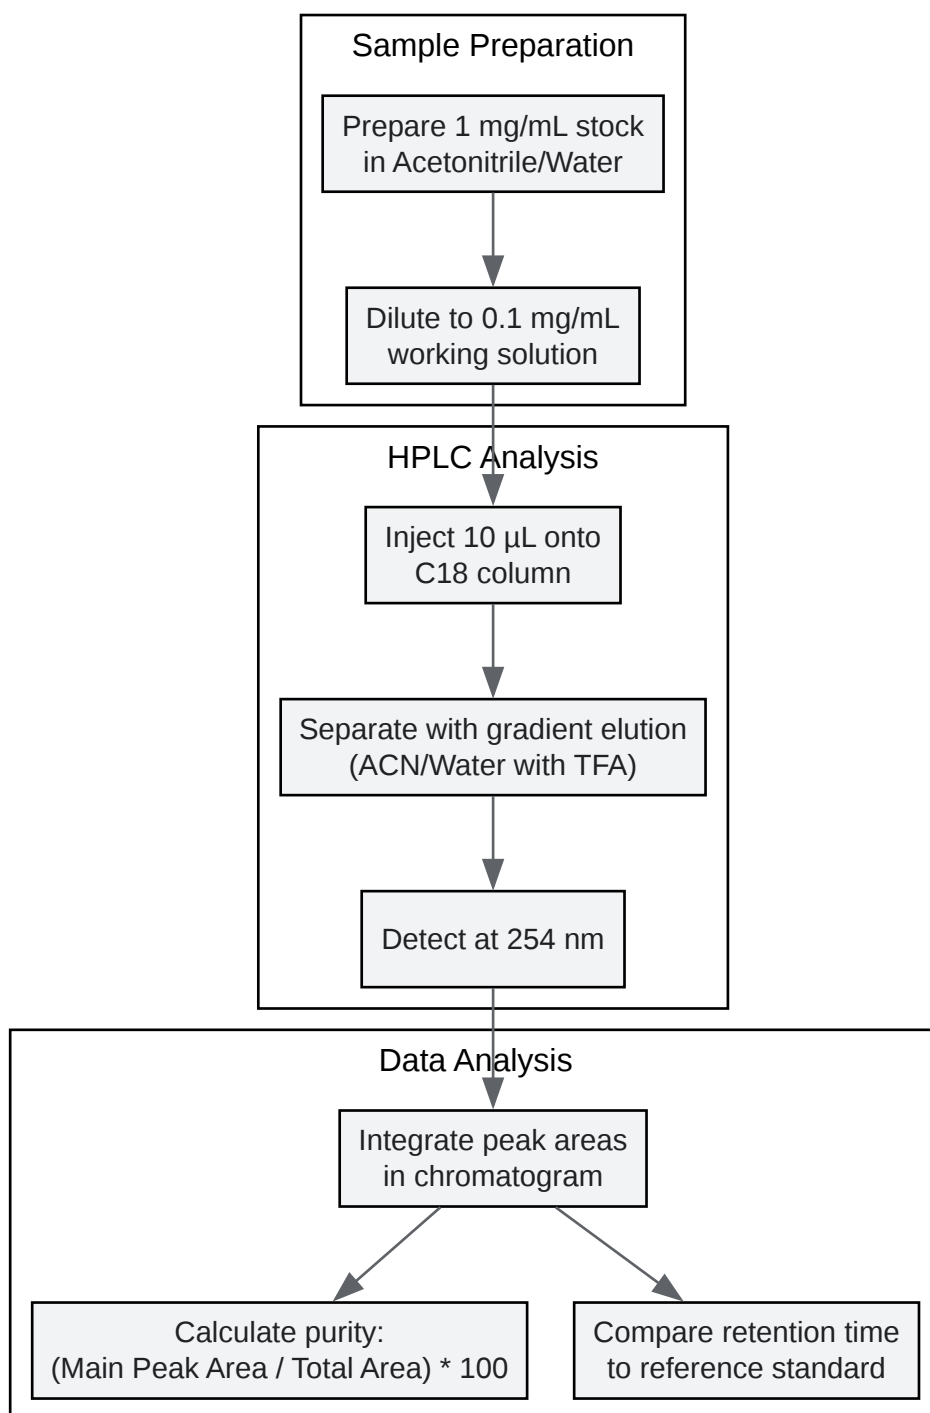 Sample Preparation
Prepare 1 mg/mL stock
in Acetonitrile/Water
Dilute to 0.1 mg/mL
working solution
HPLC Analysis
Inject 10 µL onto
C18 column
Separate with gradient elution
(ACN/Water with TFA)
Detect at 254 nm
Data Analysis
Integrate peak areas
in chromatogram
Calculate purity:
(Main Peak Area / Total Area) * 100
Compare retention time
to reference standard